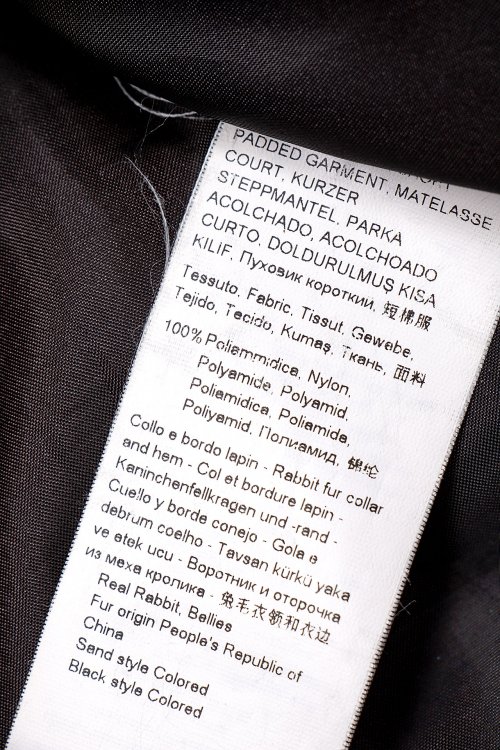 PADDED GARMENT, MATELASSE
COURT, KURZER
STEPPMANTEL, PARKA
ACOLCHADO, ACOLCHOADO
CURTO, DOLDURULMUŞ KISA
KILIF, Пуховик короткий, 短棉服
Tessuto, Fabric, Tissut, Gewebe,
Tejido, Tecido, Kumaş, Ткань, 面料
100% Poliammidica, Nylon,
Polyamide, Polyamid,
Poliamidica, Poliamida,
Poliyamid, Полиамид, 锦纶
Collo e bordo lapin - Rabbit fur collar
and hem - Col et bordure lapin -
Kaninchenfellkragen und -rand -
Cuello y borde conejo - Gola e
debrum coelho - Tavsan kürkü yaka
ve etek ucu - Воротник и оторочка
из меха кролика - 兔毛衣领和衣边
Real Rabbit, Bellies
Fur origin People's Republic of
China
Sand style Colored
Black style Colored